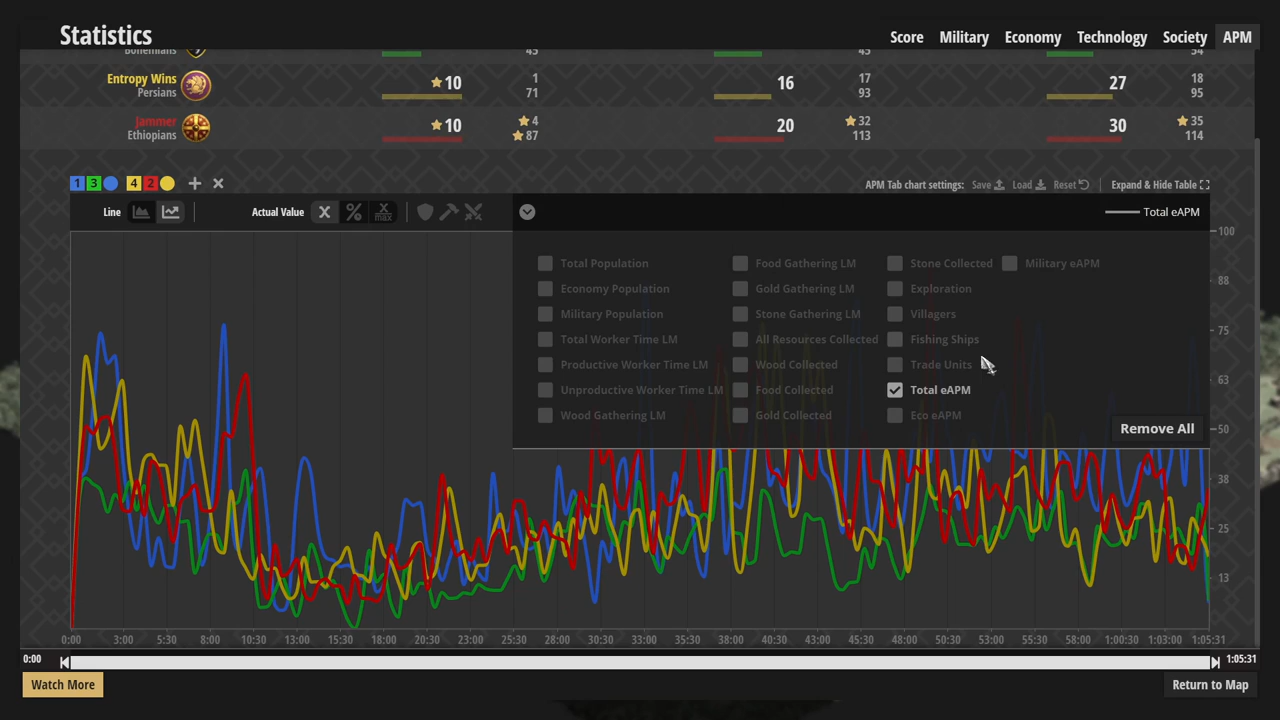 Statistics
Score Military Economy Technology Society APM
Bohemians 45 45 54
Entropy Wins 10 1 16 17 27 18
Persians 71 93 95
Jammer 10 4 20 32 30 35
Ethiopians 87 113 114
1 3 4 2 + × APM Tab chart settings: Save Load Reset Expand & Hide Table
Line Actual Value X % X max Total eAPM
100
Total Population Food Gathering LM Stone Collected Military eAPM
Economy Population Gold Gathering LM Exploration 88
Military Population Stone Gathering LM Villagers
75
Total Worker Time LM All Resources Collected Fishing Ships
Productive Worker Time LM Wood Collected Trade Units
63
Unproductive Worker Time LM Food Collected Total eAPM
Wood Gathering LM Gold Collected Eco eAPM
Remove All 50
38
25
13
0:00 3:00 5:30 8:00 10:30 13:00 15:30 18:00 20:30 23:00 25:30 28:00 30:30 33:00 35:30 38:00 40:30 43:00 45:30 48:00 50:30 53:00 55:30 58:00 1:00:30 1:03:00 1:05:31
0:00 1:05:31
Watch More Return to Map